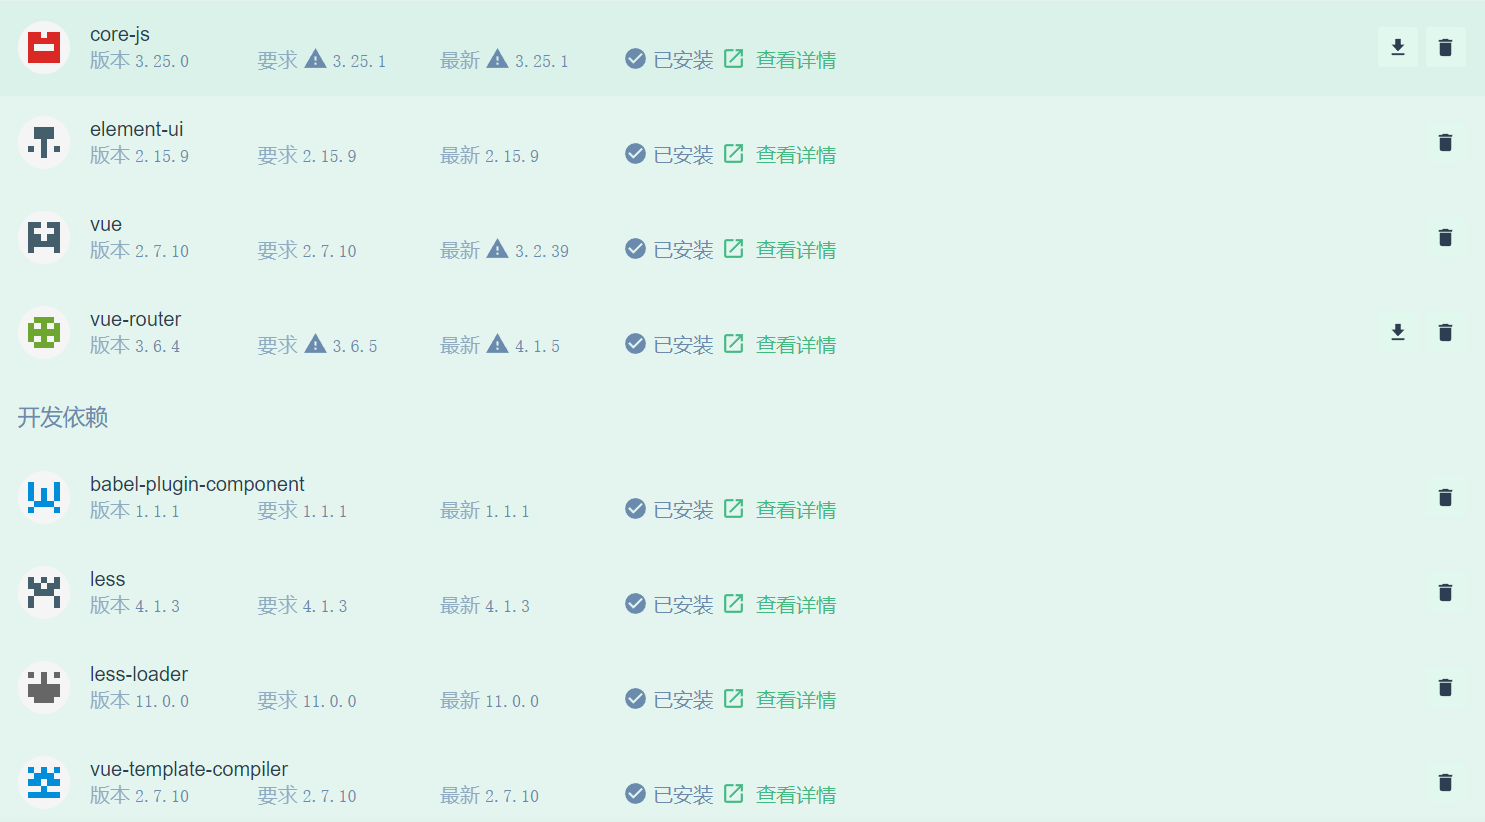 core-js
版本 3.25.0 要求 3.25.1 最新 3.25.1 已安装 查看详情
element-ui
版本 2.15.9 要求 2.15.9 最新 2.15.9 已安装 查看详情
vue
版本 2.7.10 要求 2.7.10 最新 3.2.39 已安装 查看详情
vue-router
版本 3.6.4 要求 3.6.5 最新 4.1.5 已安装 查看详情
开发依赖
babel-plugin-component
版本 1.1.1 要求 1.1.1 最新 1.1.1 已安装 查看详情
less
版本 4.1.3 要求 4.1.3 最新 4.1.3 已安装 查看详情
less-loader
版本 11.0.0 要求 11.0.0 最新 11.0.0 已安装 查看详情
vue-template-compiler
版本 2.7.10 要求 2.7.10 最新 2.7.10 已安装 查看详情